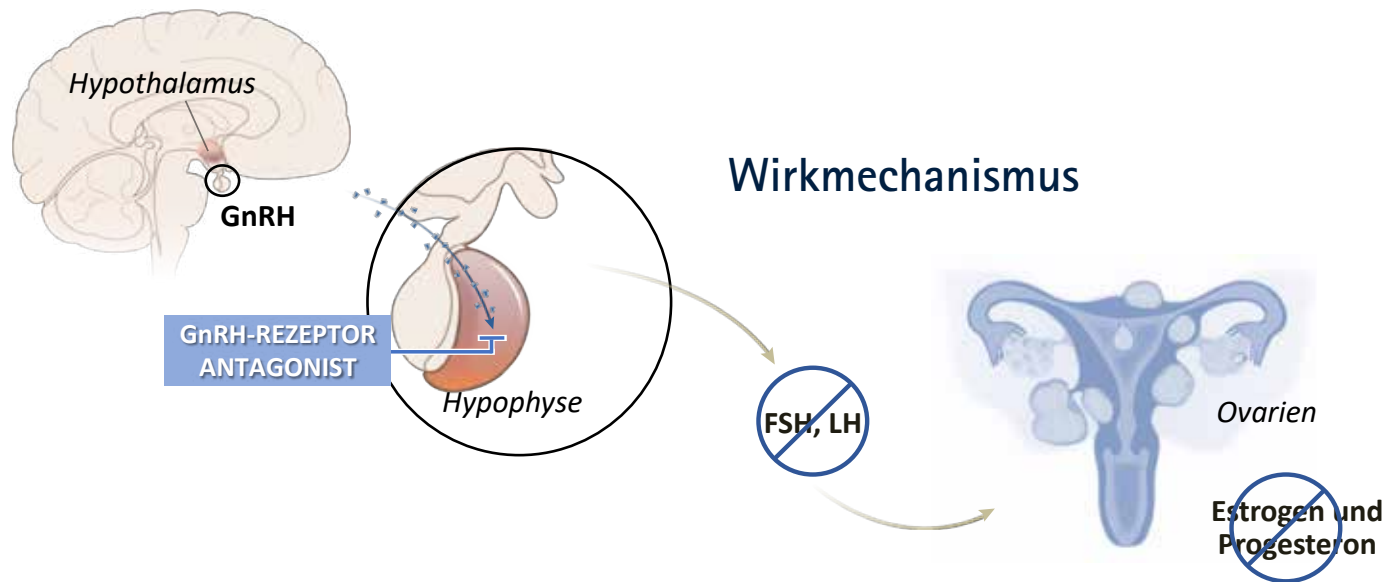 Hypothalamus
GnRH
Wirkmechanismus
GnRH-REZEPTOR
ANTAGONIST
Hypophyse
FSH, LH
Ovarien
Estrogen und
Progesteron